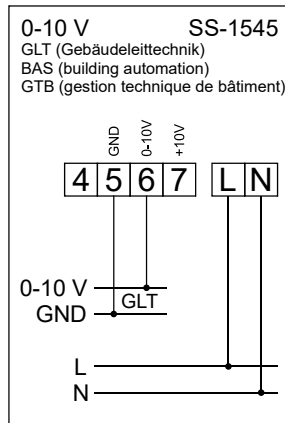 0-10 V SS-1545
GLT (Gebäudeleittechnik)
BAS (building automation)
GTB (gestion technique de bâtiment)
GND 0-10V +10V
4 5 6 7 L N
0-10 V
GLT
GND
L
N